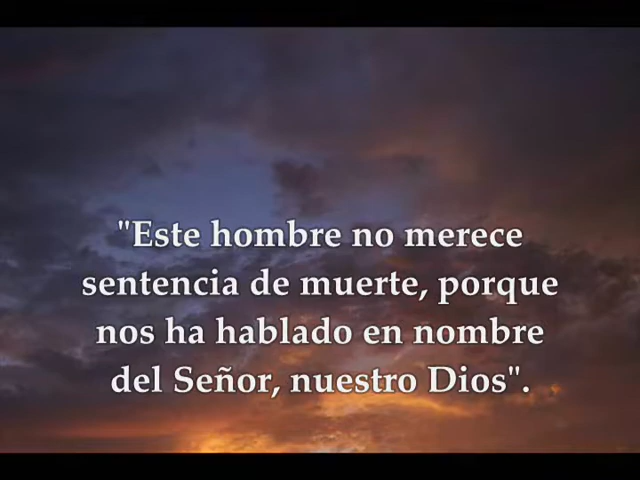 "Este hombre no merece
sentencia de muerte, porque
nos ha hablado en nombre
del Señor, nuestro Dios".